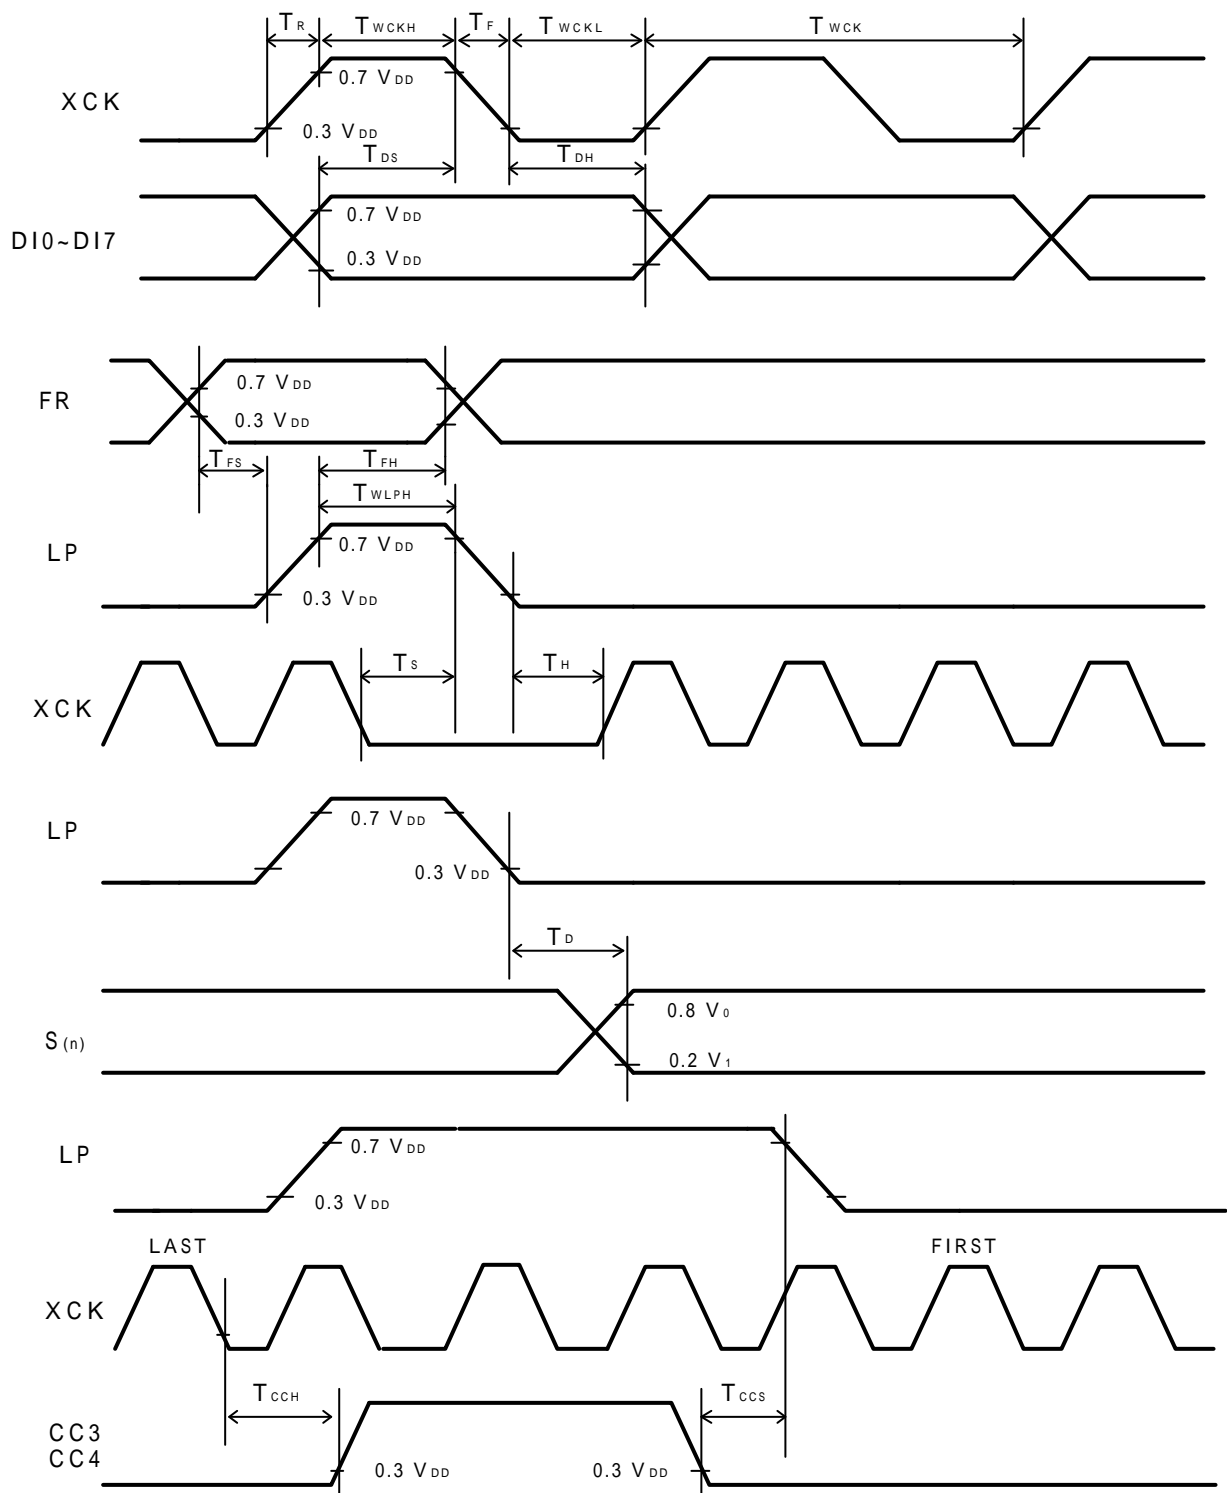 TR TWCKH TF TWCKL TWCK
0.7 VDD
XCK
0.3 VDD
TDS TDH
0.7 VDD
DI0~DI7
0.3 VDD
0.7 VDD
FR
0.3 VDD
TFS TFH
TWLPH
0.7 VDD
LP
0.3 VDD
TS TH
XCK
0.7 VDD
LP
0.3 VDD
TD
0.8 V0
S(n)
0.2 V1
0.7 VDD
LP
0.3 VDD
LAST FIRST
XCK
TCCH TCCS
CC3
CC4
0.3 VDD 0.3 VDD